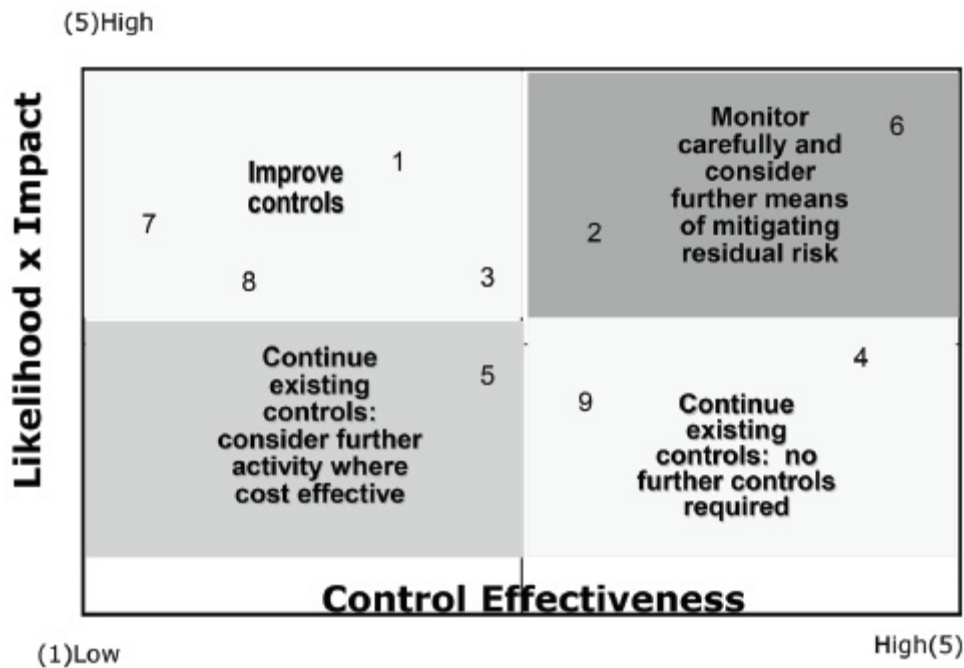 (5)High
Likelihood x Impact
Improve
controls
1
7
8
3
Monitor
carefully and
consider
further means
of mitigating
residual risk
6
2
Continue
existing
controls:
consider further
activity where
cost effective
5
4
9
Continue
existing
controls: no
further controls
required
Control Effectiveness
(1)Low
High(5)